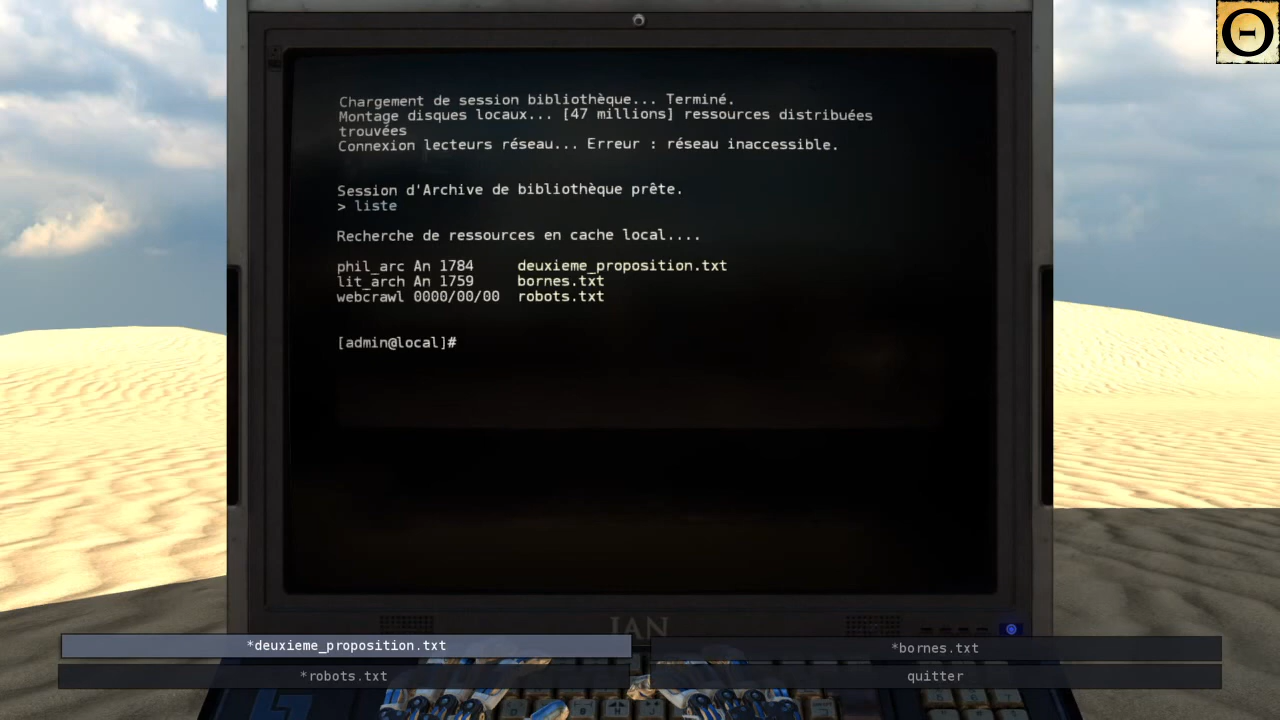 Chargement de session bibliothèque... Terminé.
Montage disques locaux... [47 millions] ressources distribuées
trouvées
Connexion lecteurs réseau... Erreur : réseau inaccessible.
Session d'Archive de bibliothèque prête.
> liste
Recherche de ressources en cache local....
phil_arc An 1784 deuxieme_proposition.txt
lit_arch An 1759 bornes.txt
webcrawl 0000/00/00 robots.txt
[admin@local]#
IAN
*deuxieme_proposition.txt *bornes.txt
*robots.txt quitter